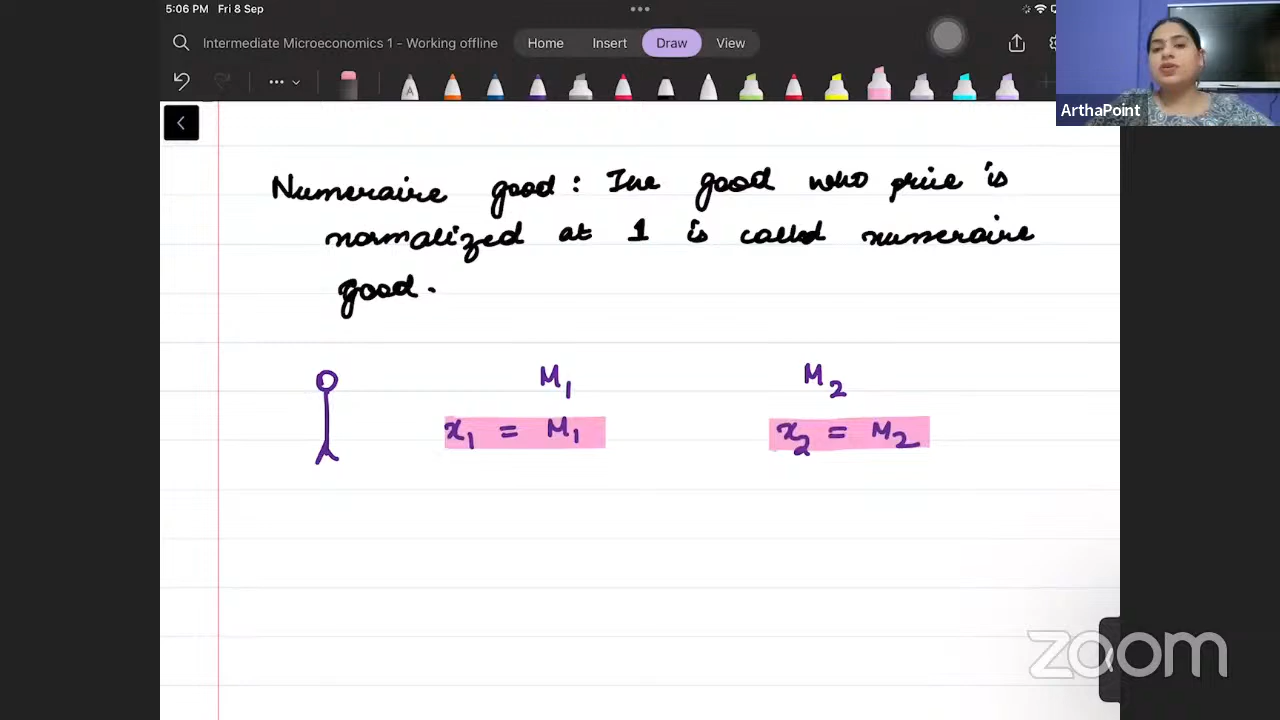 5:06 PM Fri 8 Sep
Intermediate Microeconomics 1 - Working offline Home Insert Draw View
ArthaPoint
Numeraire good: The good who price is
normalized at 1 is called numeraire
good.
M1 M2
x1 = M1 x2 = M2
zoom